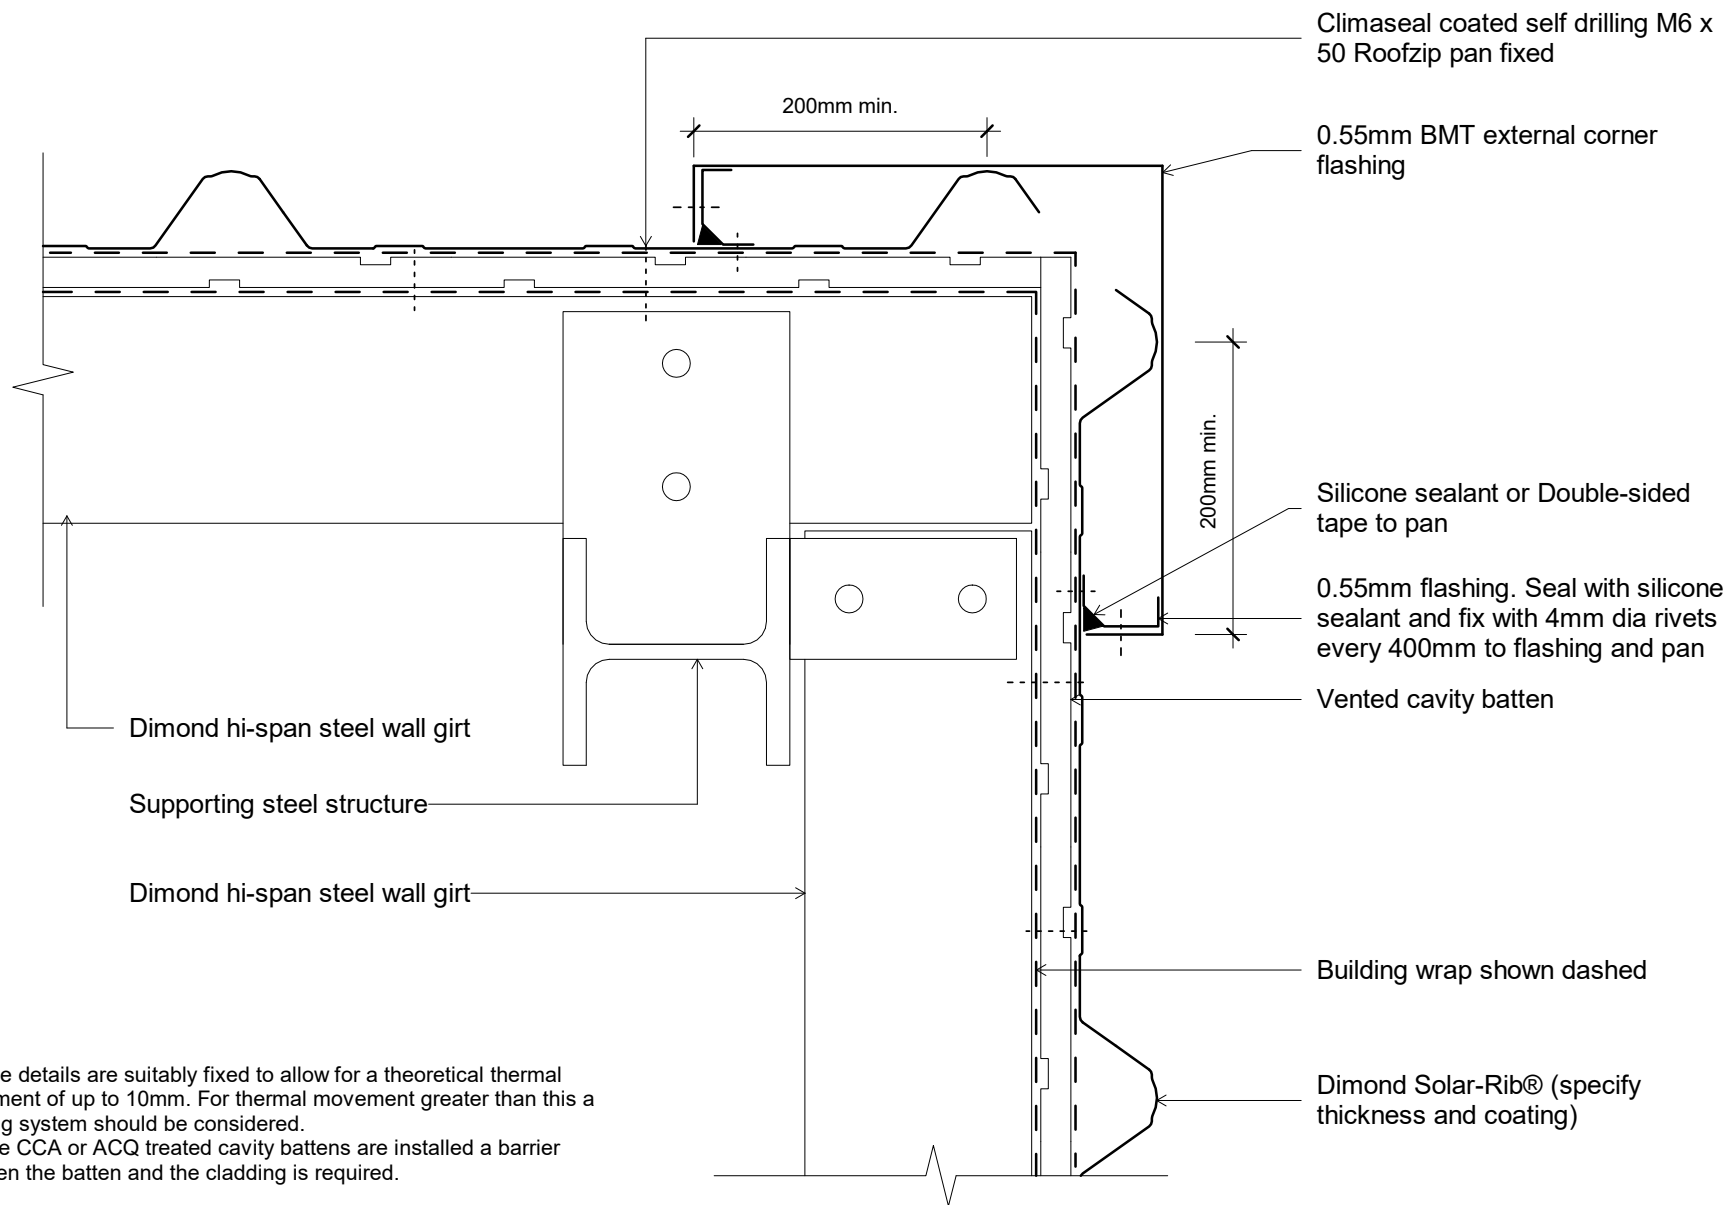 Climaseal coated self drilling M6 x
50 Roofzip pan fixed
200mm min.
0.55mm BMT external corner
flashing
200mm min.
Silicone sealant or Double-sided
tape to pan
0.55mm flashing. Seal with silicone
sealant and fix with 4mm dia rivets
every 400mm to flashing and pan
Vented cavity batten
Dimond hi-span steel wall girt
Supporting steel structure
Dimond hi-span steel wall girt
Building wrap shown dashed
Dimond Solar-Rib® (specify
thickness and coating)
e details are suitably fixed to allow for a theoretical thermal
ment of up to 10mm. For thermal movement greater than this a
g system should be considered.
e CCA or ACQ treated cavity battens are installed a barrier
en the batten and the cladding is required.